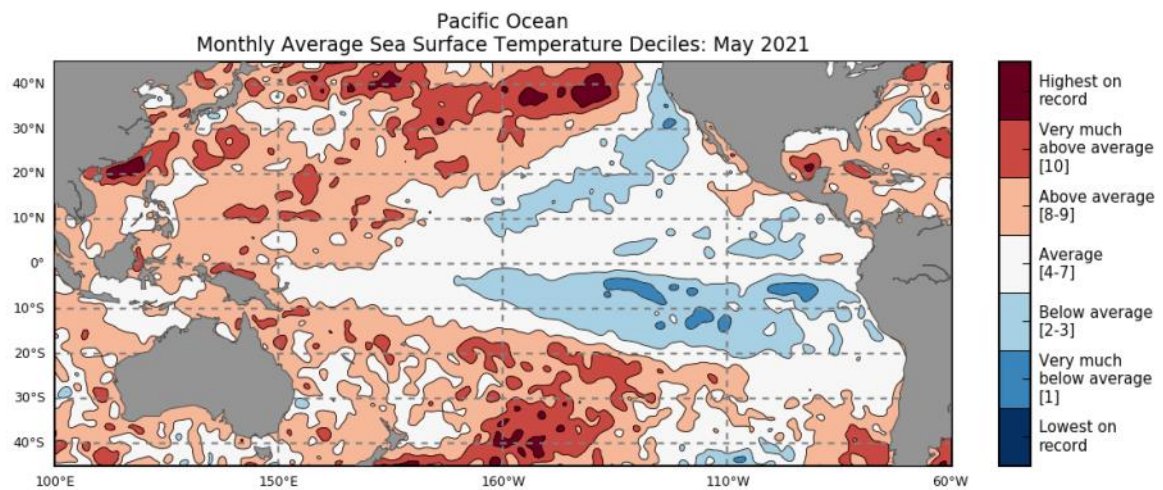 Pacific Ocean
Monthly Average Sea Surface Temperature Deciles: May 2021
40°N
30°N
20°N
10°N
0°
10°S
20°S
30°S
40°S
100°E
150°E
160°W
110°W
60°W
Highest on
record
Very much
above average
[10]
Above average
[8-9]
Average
[4-7]
Below average
[2-3]
Very much
below average
[1]
Lowest on
record